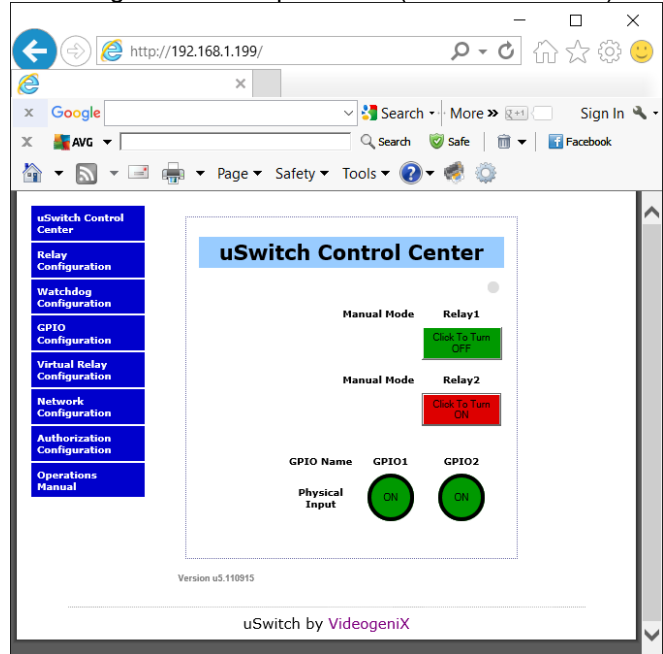 http://192.168.1.199/
Google Search More » Sign In
AVG Search Safe Facebook
Page Safety Tools
uSwitch Control
Center
Relay
Configuration
Watchdog
Configuration
GPIO
Configuration
Virtual Relay
Configuration
Network
Configuration
Authorization
Configuration
Operations
Manual
uSwitch Control Center
Manual Mode Relay1
Click To Turn
OFF
Manual Mode Relay2
Click To Turn
ON
GPIO Name GPIO1 GPIO2
Physical
Input
ON ON
Version u5.110915
uSwitch by VideogeniX